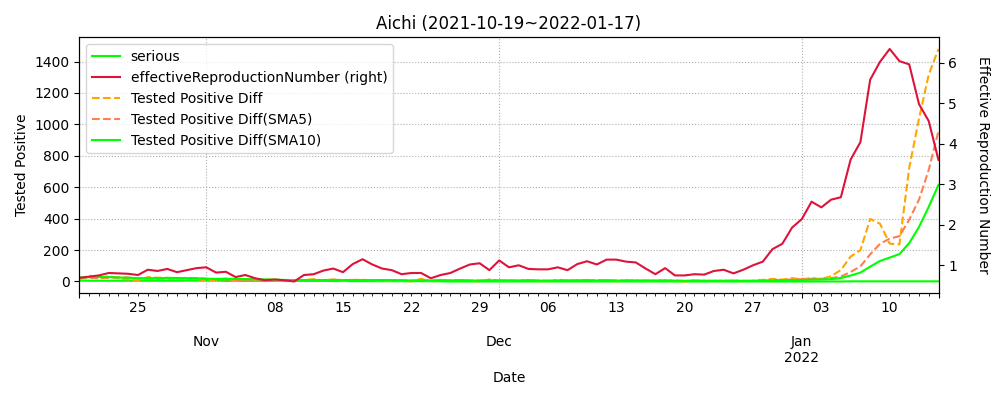 Aichi (2021-10-19~2022-01-17)
serious
effectiveReproductionNumber (right)
Tested Positive Diff
Tested Positive Diff(SMA5)
Tested Positive Diff(SMA10)
Tested Positive
1400
1200
1000
800
600
400
200
0
6
5
4
3
2
1
Effective Reproduction Number
25 08 15 22 29 06 13 20 27 03 10
Nov Dec Jan
2022
Date